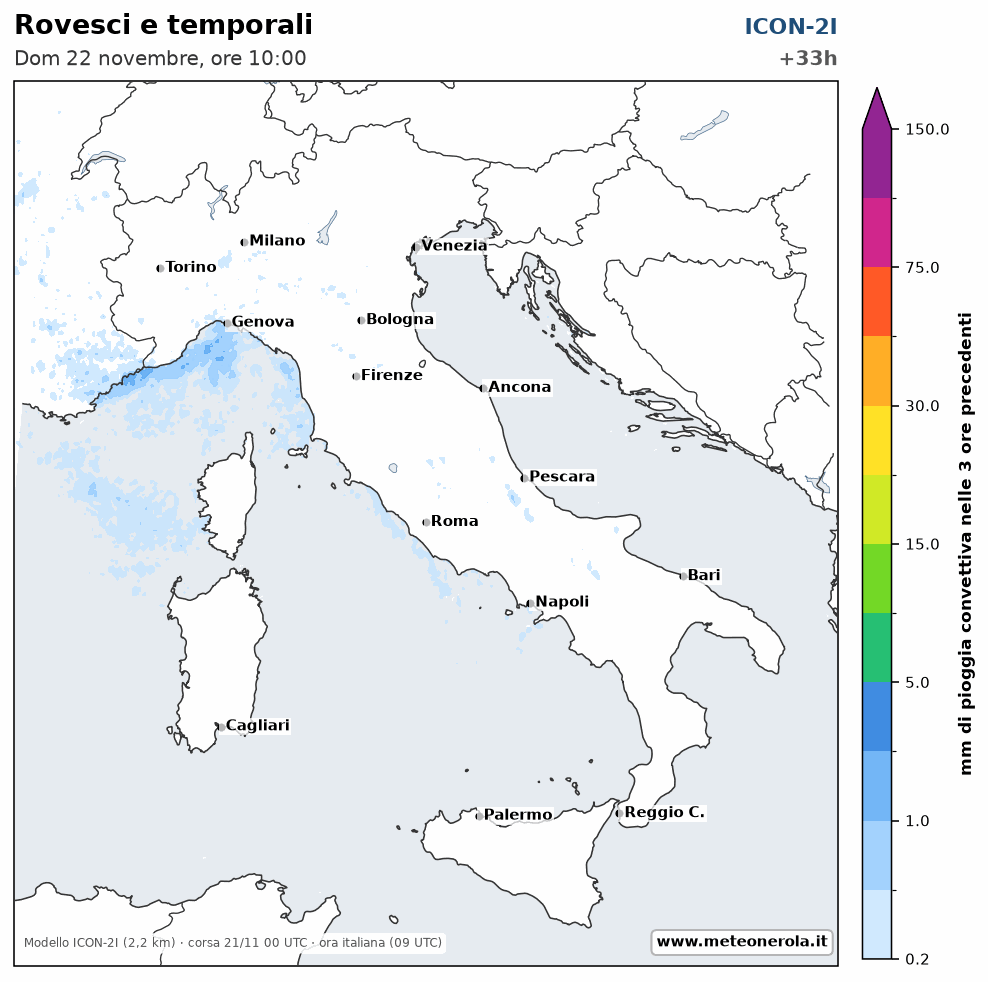 Rovesci e temporali
ICON-2I
Dom 22 novembre, ore 10:00
+33h
150.0
75.0
30.0
15.0
5.0
1.0
0.2
mm di pioggia convettiva nelle 3 ore precedenti
Milano
Venezia
Torino
Genova
Bologna
Firenze
Ancona
Pescara
Roma
Bari
Napoli
Cagliari
Palermo
Reggio C.
Modello ICON-2I (2,2 km) · corsa 21/11 00 UTC · ora italiana (09 UTC)
www.meteonerola.it